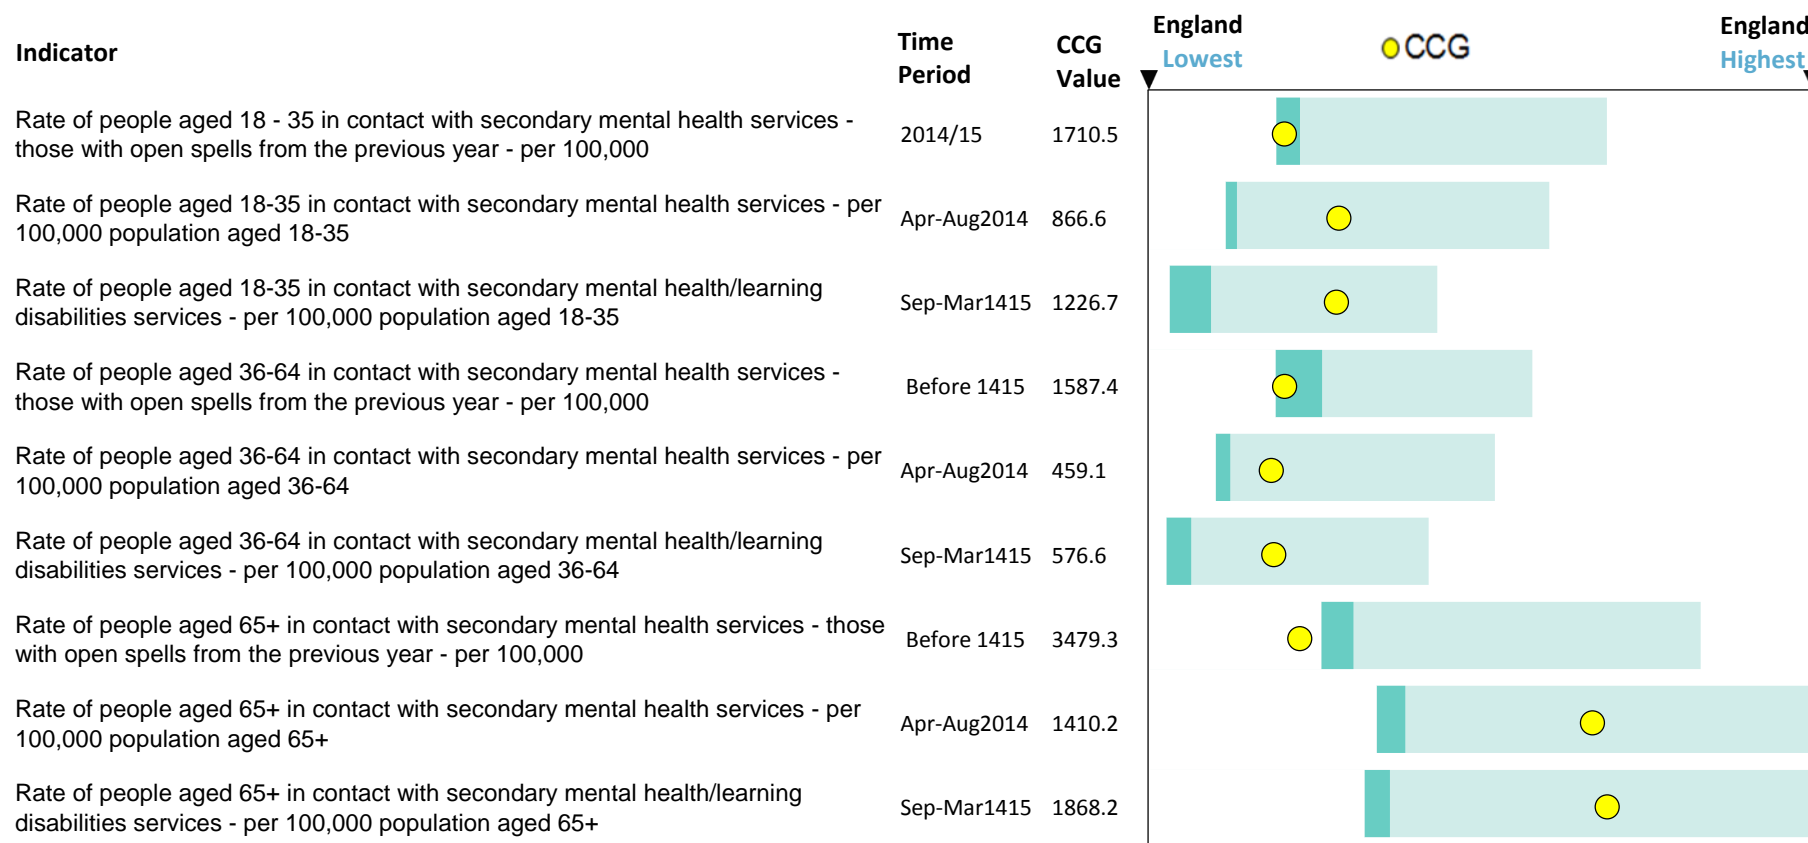 Indicator
Time
Period
CCG
Value
England
Lowest
CCG
England
Highest
Rate of people aged 18 - 35 in contact with secondary mental health services -
those with open spells from the previous year - per 100,000
2014/15
1710.5
Rate of people aged 18-35 in contact with secondary mental health services - per
100,000 population aged 18-35
Apr-Aug2014
866.6
Rate of people aged 18-35 in contact with secondary mental health/learning
disabilities services - per 100,000 population aged 18-35
Sep-Mar1415
1226.7
Rate of people aged 36-64 in contact with secondary mental health services -
those with open spells from the previous year - per 100,000
Before 1415
1587.4
Rate of people aged 36-64 in contact with secondary mental health services - per
100,000 population aged 36-64
Apr-Aug2014
459.1
Rate of people aged 36-64 in contact with secondary mental health/learning
disabilities services - per 100,000 population aged 36-64
Sep-Mar1415
576.6
Rate of people aged 65+ in contact with secondary mental health services - those
with open spells from the previous year - per 100,000
Before 1415
3479.3
Rate of people aged 65+ in contact with secondary mental health services - per
100,000 population aged 65+
Apr-Aug2014
1410.2
Rate of people aged 65+ in contact with secondary mental health/learning
disabilities services - per 100,000 population aged 65+
Sep-Mar1415
1868.2